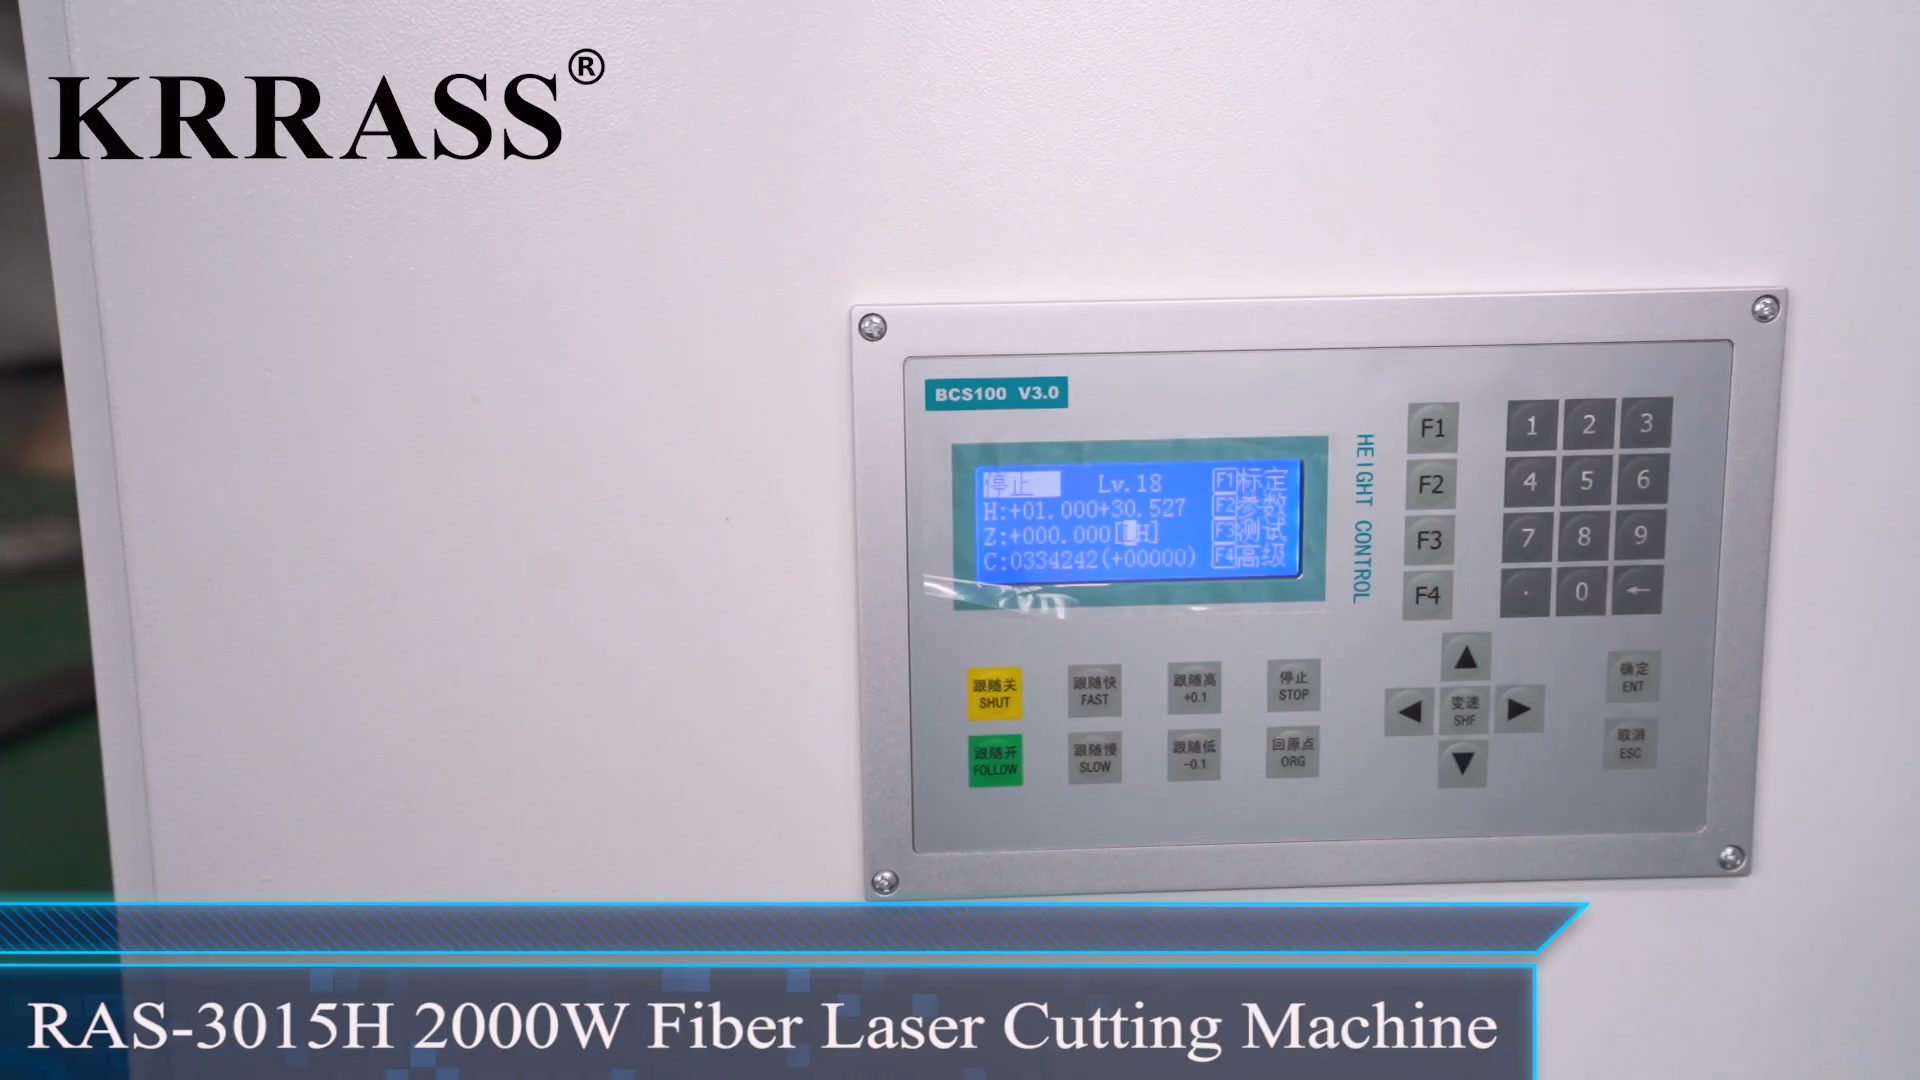 KRRASS®
BCS100 V3.0
停止 Lv.18 F1标定
H:+01.000+30.527 F2参数
Z:+000.000[LH] F3测试
C:0334242(+00000) F4高级
HEIGHT CONTROL
F1
F2
F3
F4
1 2 3
4 5 6
7 8 9
. 0 ←
跟随关
SHUT
跟随快
FAST
跟随高
+0.1
停止
STOP
跟随开
FOLLOW
跟随慢
SLOW
跟随低
-0.1
回原点
ORG
▲
◀
变速
SHF
▶
▼
确定
ENT
取消
ESC
RAS-3015H 2000W Fiber Laser Cutting Machine